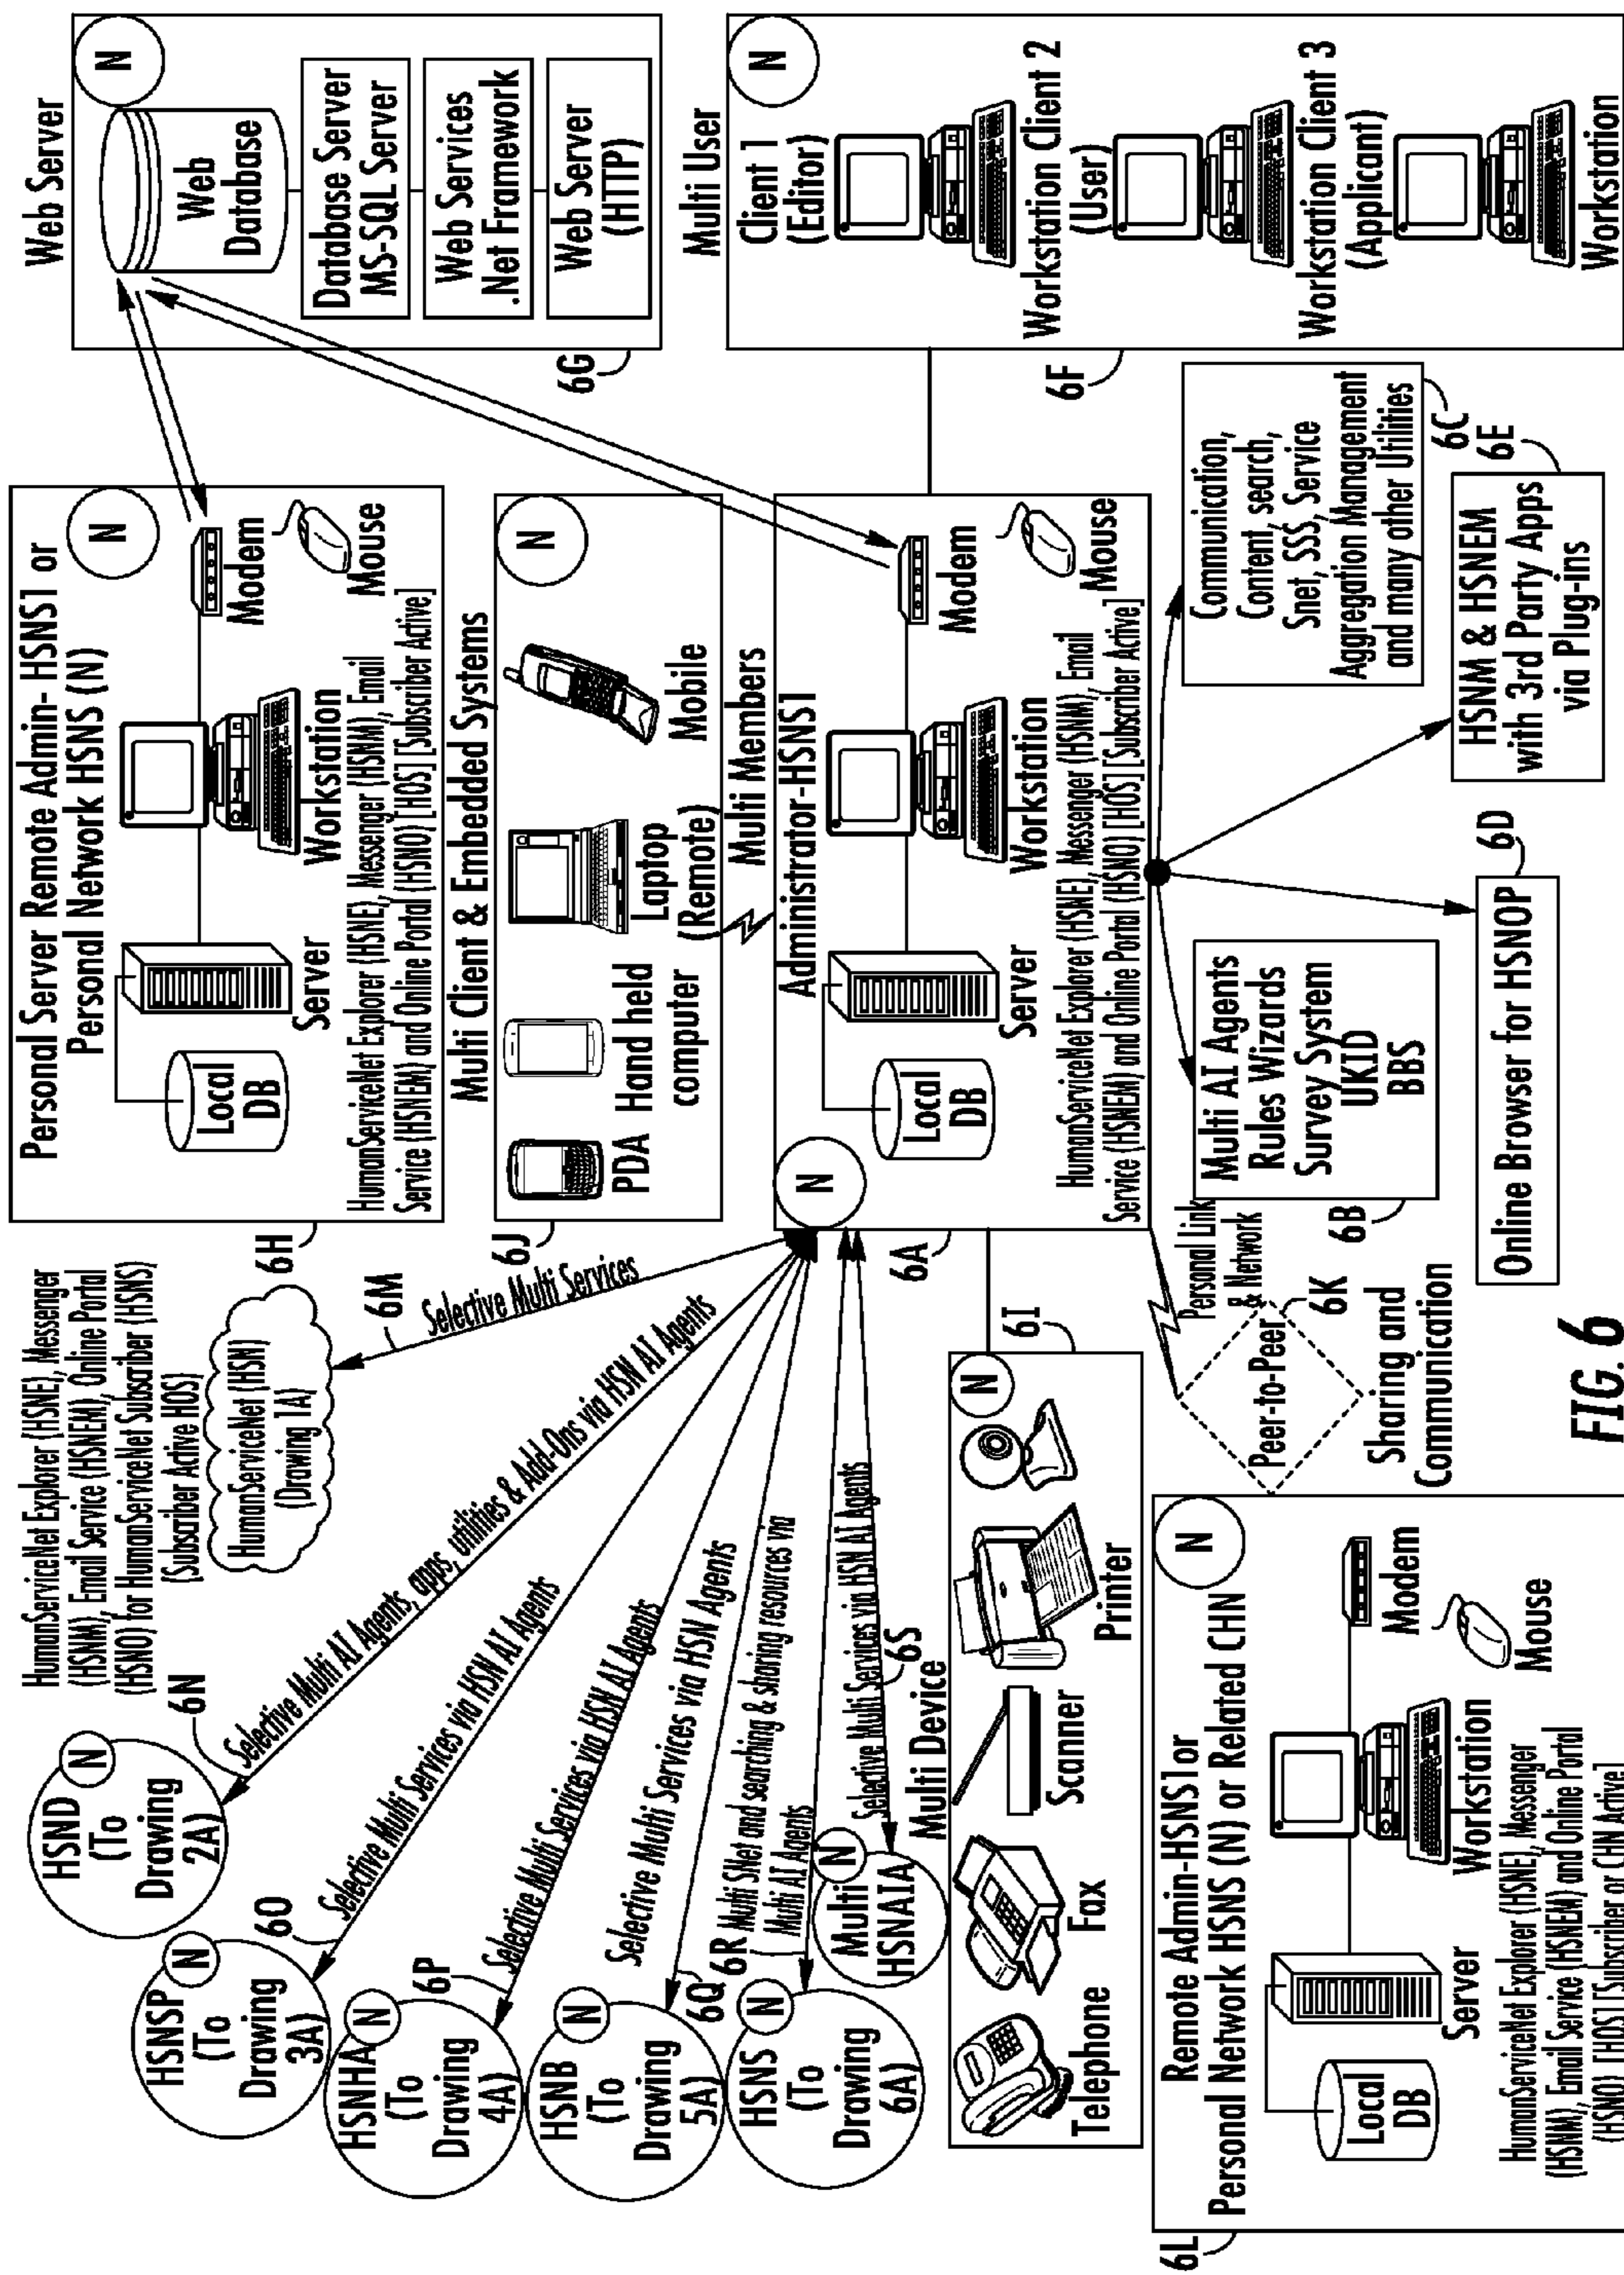 HumanServiceNet Explorer (HSNE), Messenger
(HSNM), Email Service (HSNEM), Online Portal
(HSNO) for HumanServiceNet Subscriber (HSNS)
(Subscriber Active HOS)
HumanServiceNet (HSN)
(Drawing 1A)
6M
Selective Multi Services
HSND
(To
Drawing
2A)
N
6N
Selective Multi AI Agents, apps, utilities & Add-Ons via HSN AI Agents
HSNSP
(To
Drawing
3A)
N
6O
Selective Multi Services via HSN AI Agents
HSNHA
(To
Drawing
4A)
N
6P
Selective Multi Services via HSN AI Agents
HSNB
(To
Drawing
5A)
N
6Q
Selective Multi Services via HSN Agents
HSNS
(To
Drawing
6A)
N
6R
Multi SNet and searching & sharing resources via
Multi AI Agents
Multi
HSNAIA
N
6S
Selective Multi Services via HSN AI Agents
Personal Server Remote Admin- HSNS] or
Personal Network HSNS (N)
N
Local
DB
Server
Workstation
Modem
Mouse
HumanServiceNet Explorer (HSNE), Messenger (HSNM), Email
Service (HSNEM) and Online Portal (HSNO) [HOS] [Subscriber Active]
6H
Multi Client & Embedded Systems
N
PDA
Hand held
computer
Laptop
(Remote)
Mobile
6J
Multi Members
Administrator-HSNS]
N
Local
DB
Server
Workstation
Modem
Mouse
HumanServiceNet Explorer (HSNE), Messenger (HSNM), Email
Service (HSNEM) and Online Portal (HSNO) [HOS] [Subscriber Active]
6A
Web Server
N
Web
Database
Database Server
MS-SQL Server
Web Services
.Net Framework
Web Server
(HTTP)
6G
Multi User
N
Client 1
(Editor)
Workstation Client 2
(User)
Workstation Client 3
(Applicant)
Workstation
6F
Multi Device
6I
N
Telephone
Fax
Scanner
Printer
Personal Link
& Network
Peer-to-Peer
6K
Sharing and
Communication
Multi AI Agents
Rules Wizards
Survey System
UKID
BBS
6B
Communication,
Content, search,
Snet, SSS, Service
Aggregation Management
and many other Utilities
6C
Online Browser for HSNOP
6D
HSNM & HSNEM
with 3rd Party Apps
via Plug-ins
6E
Remote Admin-HSNS] or
Personal Network HSNS (N) or Related CHN
N
Local
DB
Server
Workstation
Modem
Mouse
HumanServiceNet Explorer (HSNE), Messenger
(HSNM), Email Service (HSNEM) and Online Portal
(HSNO) [HOS] [Subscriber or CHN Active]
6L
FIG. 6